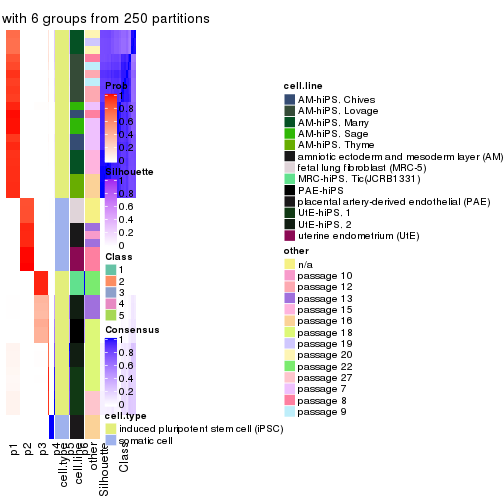 with 6 groups from 250 partitions
Prob
0.8
0.6
0.4
0.2
0
Silhouette
1
0.8
0.6
0.4
0.2
0
Class
1
2
3
4
5
Consensus
1
0.8
0.6
0.4
0.2
0
cell.type
induced pluripotent stem cell (iPSC)
somatic cell
p1
p2
p3
p4
cell.type
p5
cell.line
p6
other
Silhouette
Class
cell.line
AM-hiPS. Chives
AM-hiPS. Lovage
AM-hiPS. Marry
AM-hiPS. Sage
AM-hiPS. Thyme
amniotic ectoderm and mesoderm layer (AM)
fetal lung fibroblast (MRC-5)
MRC-hiPS. Tic(JCRB1331)
PAE-hiPS
placental artery-derived endothelial (PAE)
UtE-hiPS. 1
UtE-hiPS. 2
uterine endometrium (UtE)
other
n/a
passage 10
passage 12
passage 13
passage 15
passage 16
passage 18
passage 19
passage 20
passage 22
passage 27
passage 7
passage 8
passage 9